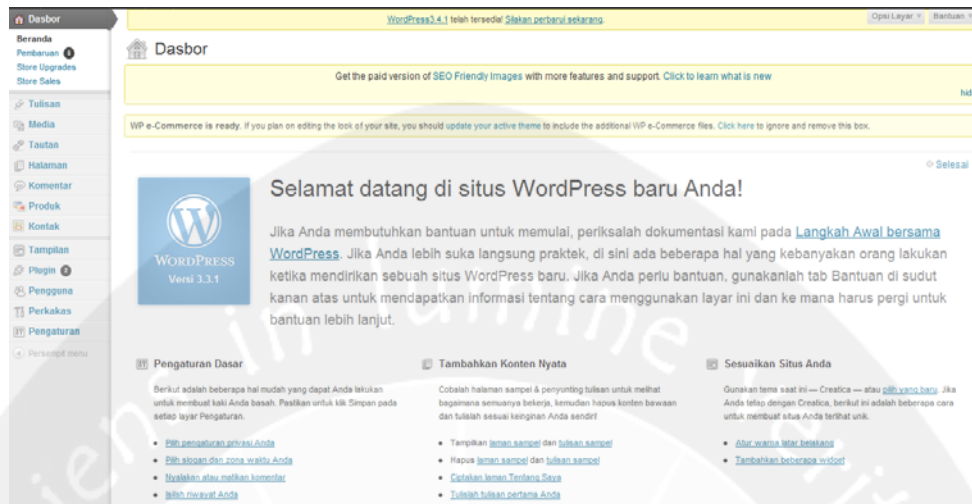 Dasbor
Beranda
Pembaruan
Store Upgrades
Store Sales
Tulisan
Media
Tautan
Halaman
Komentar
Produk
Kontak
Tampilan
Plugin
Pengguna
Perkakas
Pengaturan
Persempit menu
WordPress3.4.1 telah tersedia! Silakan perbarui sekarang.
Opsi Layar
Bantuan
Dasbor
Get the paid version of SEO Friendly Images with more features and support. Click to learn what is new
hid
WP e-Commerce is ready. If you plan on editing the look of your site, you should update your active theme to include the additional WP e-Commerce files. Click here to ignore and remove this box.
Selesai
WORDPRESS
Versi 3.3.1
Selamat datang di situs WordPress baru Anda!
Jika Anda membutuhkan bantuan untuk memulai, periksalah dokumentasi kami pada Langkah Awal bersama
WordPress. Jika Anda lebih suka langsung praktek, di sini ada beberapa hal yang kebanyakan orang lakukan
ketika mendirikan sebuah situs WordPress baru. Jika Anda perlu bantuan, gunakanlah tab Bantuan di sudut
kanan atas untuk mendapatkan informasi tentang cara menggunakan layar ini dan ke mana harus pergi untuk
bantuan lebih lanjut.
Pengaturan Dasar
Berikut adalah beberapa hal mudah yang dapat Anda lakukan
untuk membuat kaki Anda basah. Pastikan untuk klik Simpan pada
setiap layar Pengaturan.
Pilih pengaturan privasi Anda
Pilih slogan dan zona waktu Anda
Nyalakan atau matikan komentar
Isilah riwayat Anda
Tambahkan Konten Nyata
Cobalah halaman sampel & penyunting tulisan untuk melihat
bagaimana semuanya bekerja, kemudian hapus konten bawaan
dan tulislah sesuai keinginan Anda sendiri!
Tampilkan laman sampel dan tulisan sampel
Hapus laman sampel dan tulisan sampel
Ciptakan laman Tentang Saya
Tulislah tulisan pertama Anda
Sesuaikan Situs Anda
Gunakan tema saat ini — Creatica — atau pilih yang baru. Jika
Anda tetap dengan Creatica, berikut ini adalah beberapa cara
untuk membuat situs Anda terlihat unik.
Atur warna latar belakang
Tambahkan beberapa widget